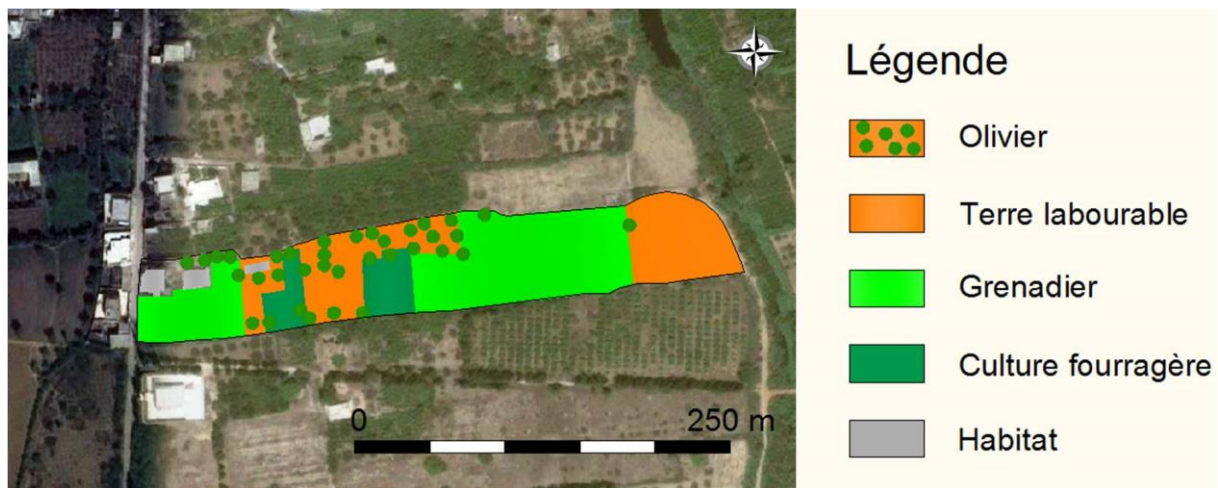 Légende
Olivier
Terre labourable
Grenadier
Culture fourragère
Habitat
0 250 m